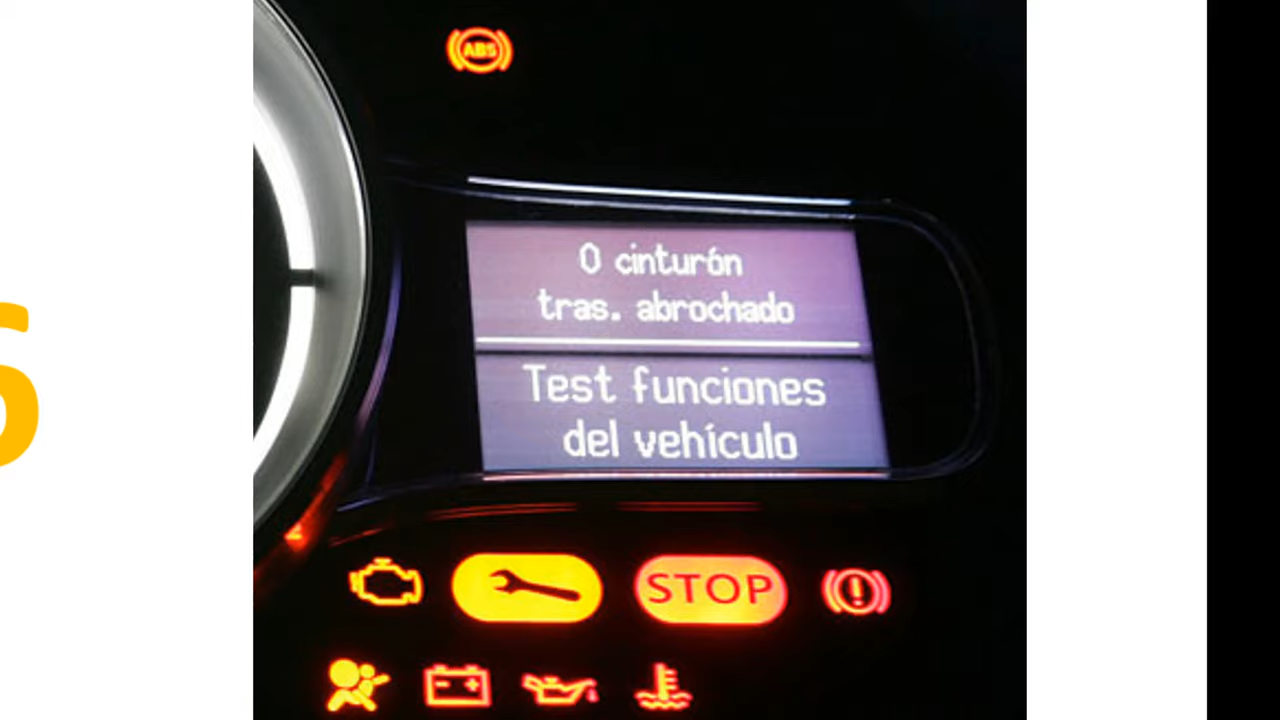 ABS
0 cinturón
tras. abrochado
Test funciones
del vehículo
STOP